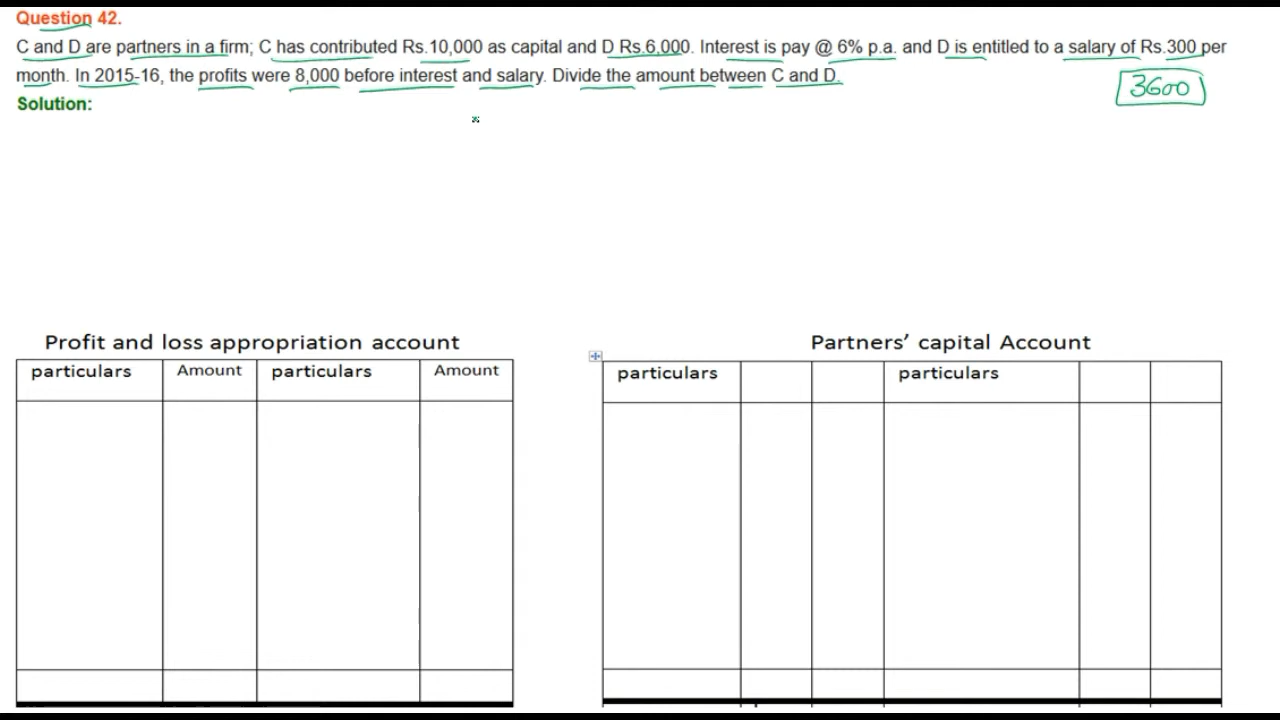 Question 42.
C and D are partners in a firm; C has contributed Rs.10,000 as capital and D Rs.6,000. Interest is pay @ 6% p.a. and D is entitled to a salary of Rs.300 per
month. In 2015-16, the profits were 8,000 before interest and salary. Divide the amount between C and D.
3600
Solution:
Profit and loss appropriation account
particulars Amount particulars Amount
Partners' capital Account
particulars particulars